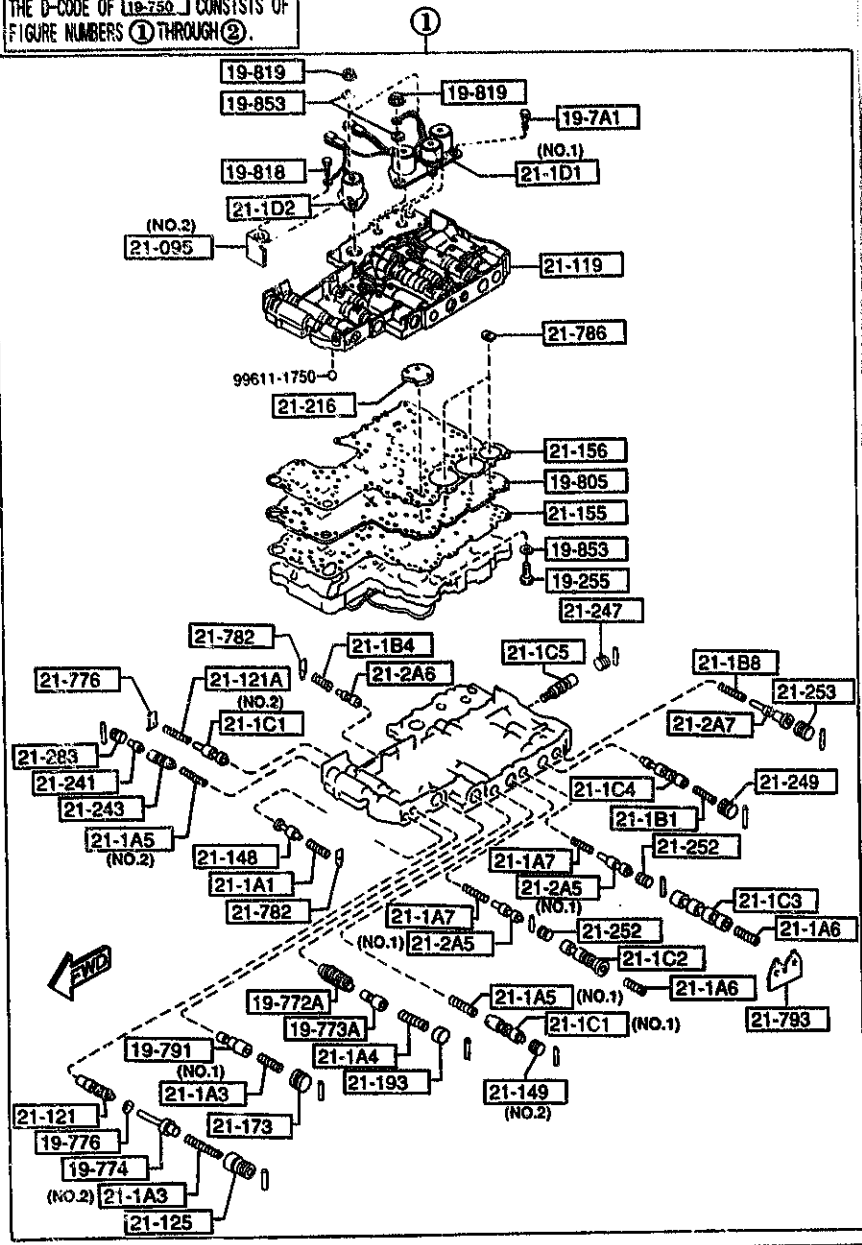 THE D-CODE OF 19-750 CONSISTS OF
FIGURE NUMBERS ① THROUGH ②.
①
19-819
19-853
19-819
19-7A1
(NO.1)
21-1D1
19-818
21-1D2
(NO.2)
21-095
21-119
21-786
99611-1750
21-216
21-156
19-805
21-155
19-853
19-255
21-247
21-782
21-1B4
21-2A6
21-1C5
21-1B8
21-253
21-2A7
21-776
21-121A
(NO.2)
21-1C1
21-283
21-241
21-243
21-1A5
(NO.2)
21-1C4
21-249
21-1B1
21-148
21-1A1
21-782
21-1A7
21-252
21-2A5
(NO.1)
21-1C3
21-1A6
21-1A7
(NO.1) 21-2A5
21-252
21-1C2
21-1A6
21-793
FWD
19-772A
19-773A
21-1A4
21-193
21-1A5 (NO.1)
21-1C1 (NO.1)
21-149
(NO.2)
19-791
(NO.1)
21-1A3
21-173
21-121
19-776
19-774
(NO.2) 21-1A3
21-125